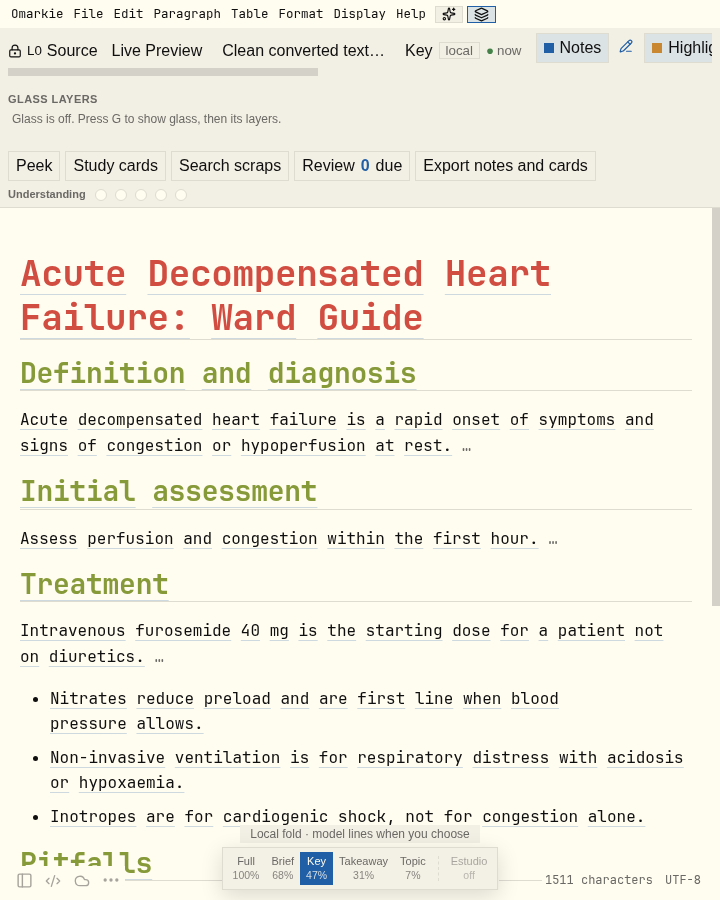 Omarkie File Edit Paragraph Table Format Display Help
L0 Source Live Preview Clean converted text… Key local now Notes
GLASS LAYERS
Glass is off. Press G to show glass, then its layers.
Peek Study cards Search scraps Review 0 due Export notes and cards
Understanding
Acute Decompensated Heart
Failure: Ward Guide
Definition and diagnosis
Acute decompensated heart failure is a rapid onset of symptoms and
signs of congestion or hypoperfusion at rest. …
Initial assessment
Assess perfusion and congestion within the first hour. …
Treatment
Intravenous furosemide 40 mg is the starting dose for a patient not
on diuretics. …
• Nitrates reduce preload and are first line when blood
pressure allows.
• Non-invasive ventilation is for respiratory distress with acidosis
or hypoxaemia.
• Inotropes are for cardiogenic shock, not for congestion alone.
Local fold · model lines when you choose
Pitfalls
Full Brief Key Takeaway Topic Estudio
100% 68% 47% 31% 7% off
1511 characters UTF-8